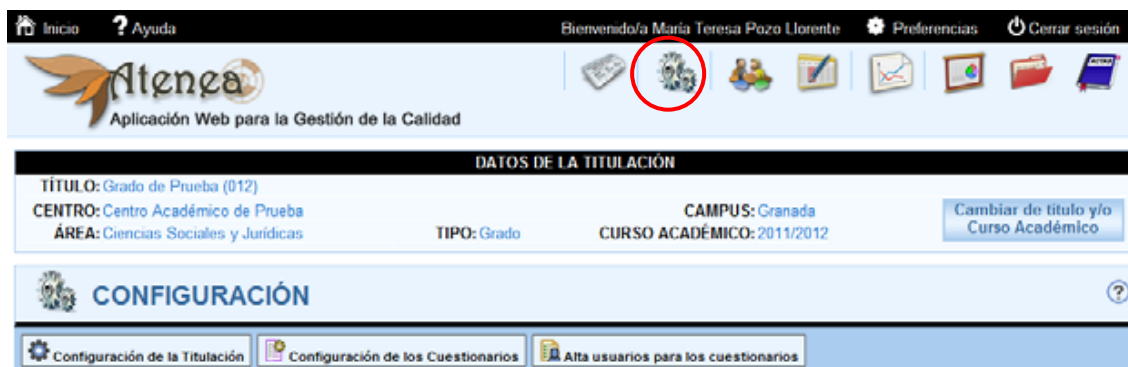 Inicio ? Ayuda Bienvenido/a María Teresa Pozo Llorente Preferencias Cerrar sesión
Atenea
Aplicación Web para la Gestión de la Calidad
ACTAS
DATOS DE LA TITULACIÓN
TÍTULO: Grado de Prueba (012)
CENTRO: Centro Académico de Prueba CAMPUS: Granada
ÁREA: Ciencias Sociales y Jurídicas TIPO: Grado CURSO ACADÉMICO: 2011/2012
Cambiar de titulo y/o
Curso Académico
CONFIGURACIÓN ?
Configuración de la Titulación Configuración de los Cuestionarios Alta usuarios para los cuestionarios